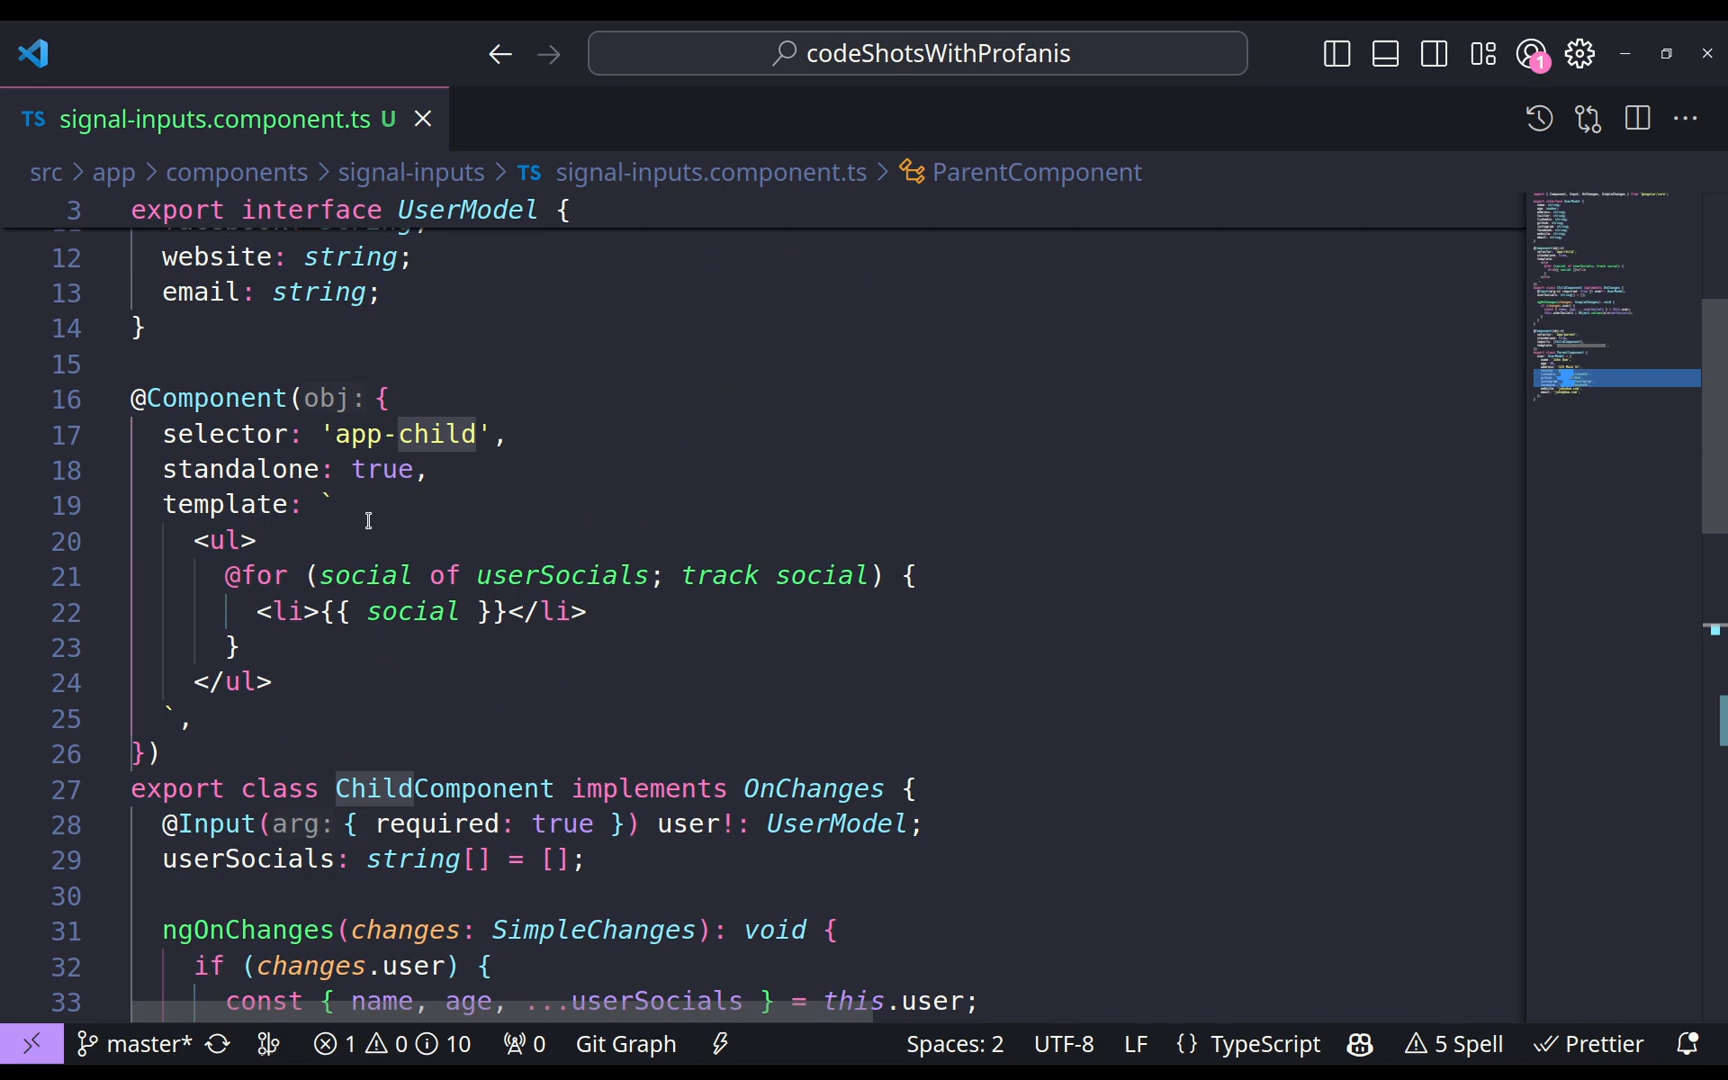 codeShotsWithProfanis
1
TS signal-inputs.component.ts U
src > app > components > signal-inputs > TS signal-inputs.component.ts > ParentComponent
3 export interface UserModel {
12 website: string;
13 email: string;
14 }
15
16 @Component(obj: {
17 selector: 'app-child',
18 standalone: true,
19 template: `
20 <ul>
21 @for (social of userSocials; track social) {
22 <li>{{ social }}</li>
23 }
24 </ul>
25 `,
26 })
27 export class ChildComponent implements OnChanges {
28 @Input(arg: { required: true }) user!: UserModel;
29 userSocials: string[] = [];
30
31 ngOnChanges(changes: SimpleChanges): void {
32 if (changes.user) {
33 const { name, age, ...userSocials } = this.user;
master* 1 0 10 0 Git Graph Spaces: 2 UTF-8 LF {} TypeScript 5 Spell Prettier